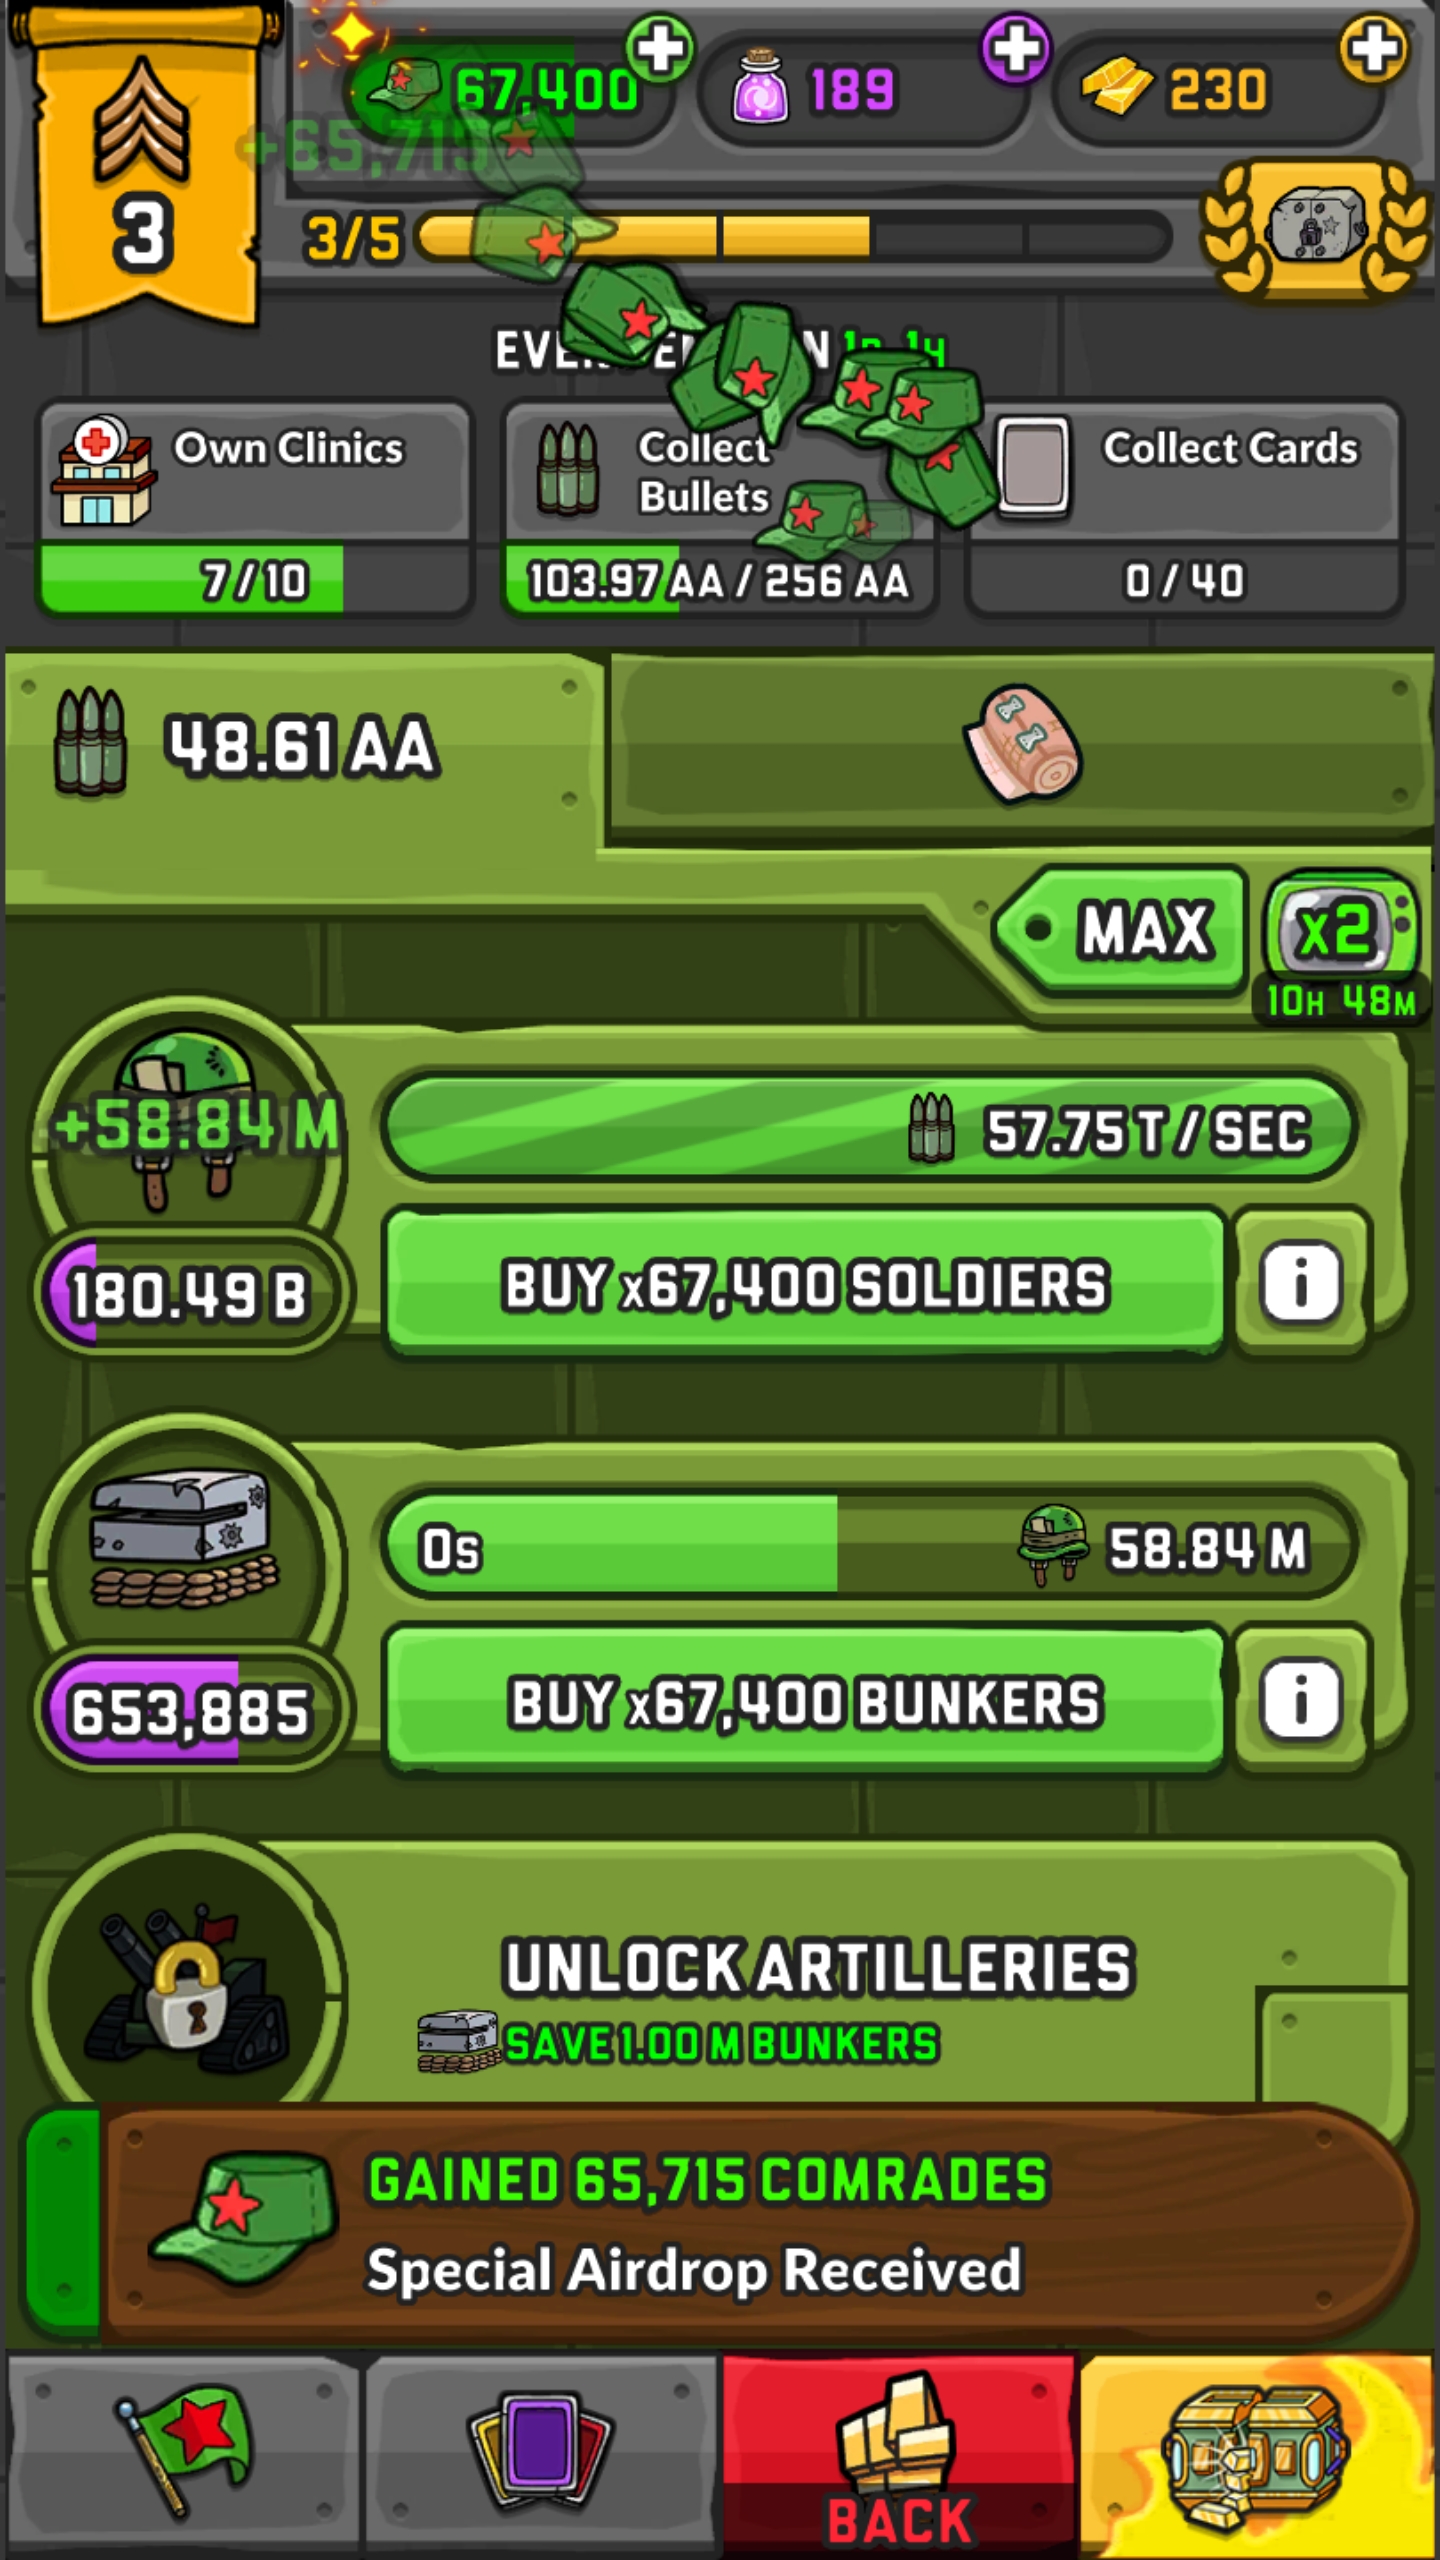 67,400
189
230
+65,715
3
3/5
Own Clinics
Collect
Bullets
Collect Cards
7/10
103.97 AA / 256 AA
0/40
48.61 AA
MAX
x2
10H 48M
+58.84 M
57.75 T / SEC
180.49 B
BUY x67,400 SOLDIERS
0s
58.84 M
653,885
BUY x67,400 BUNKERS
UNLOCK ARTILLERIES
SAVE 1.00 M BUNKERS
GAINED 65,715 COMRADES
Special Airdrop Received
BACK